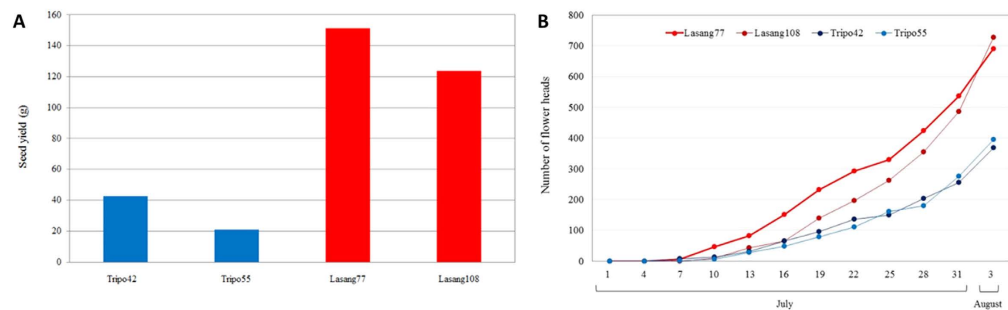 A
Seed yield (g)
160
140
120
100
80
60
40
20
0
Tripo42 Tripo55 Lasang77 Lasang108
B
Number of flower heads
800
700
600
500
400
300
200
100
0
Lasang77 Lasang108 Tripo42 Tripo55
1 4 7 10 13 16 19 22 25 28 31 3
July August